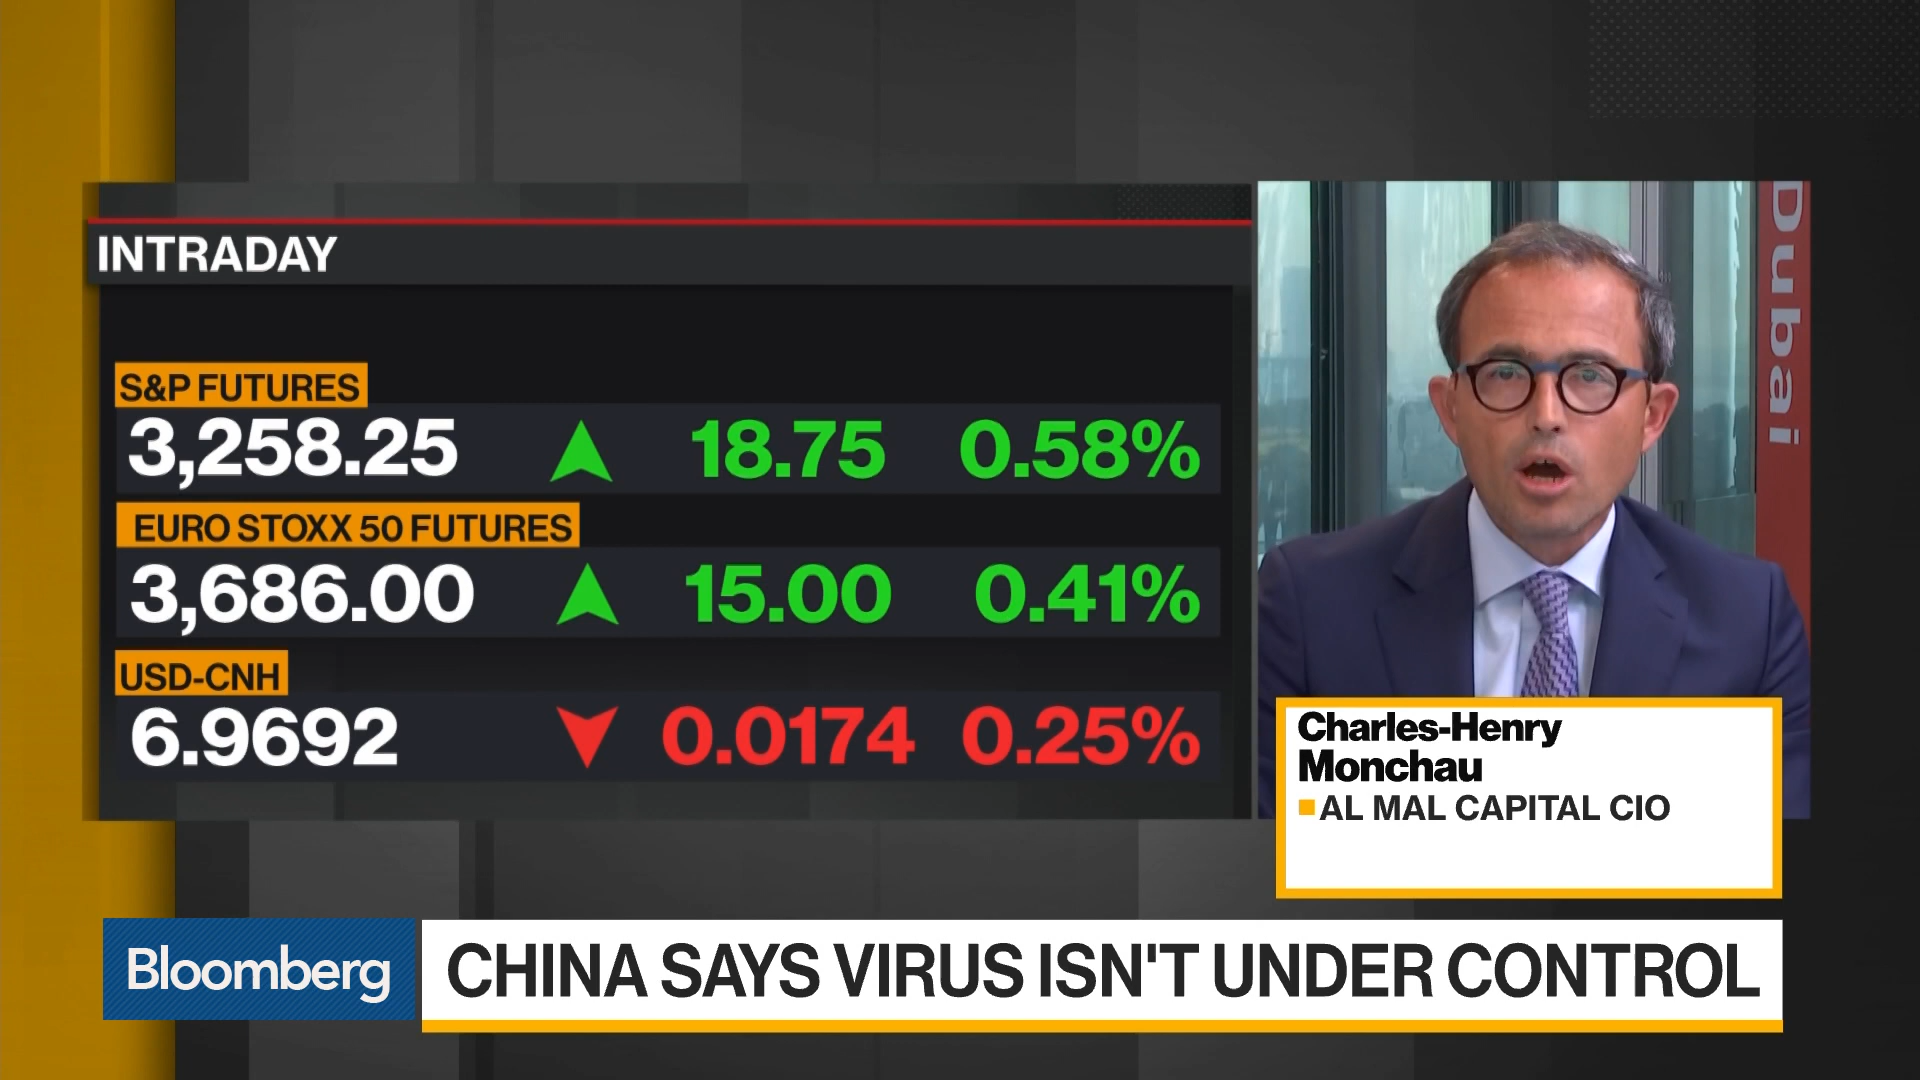 INTRADAY
S&P FUTURES
3,258.25 18.75 0.58%
EURO STOXX 50 FUTURES
3,686.00 15.00 0.41%
USD-CNH
6.9692 0.0174 0.25%
Dubai
Charles-Henry
Monchau
AL MAL CAPITAL CIO
Bloomberg
CHINA SAYS VIRUS ISN'T UNDER CONTROL